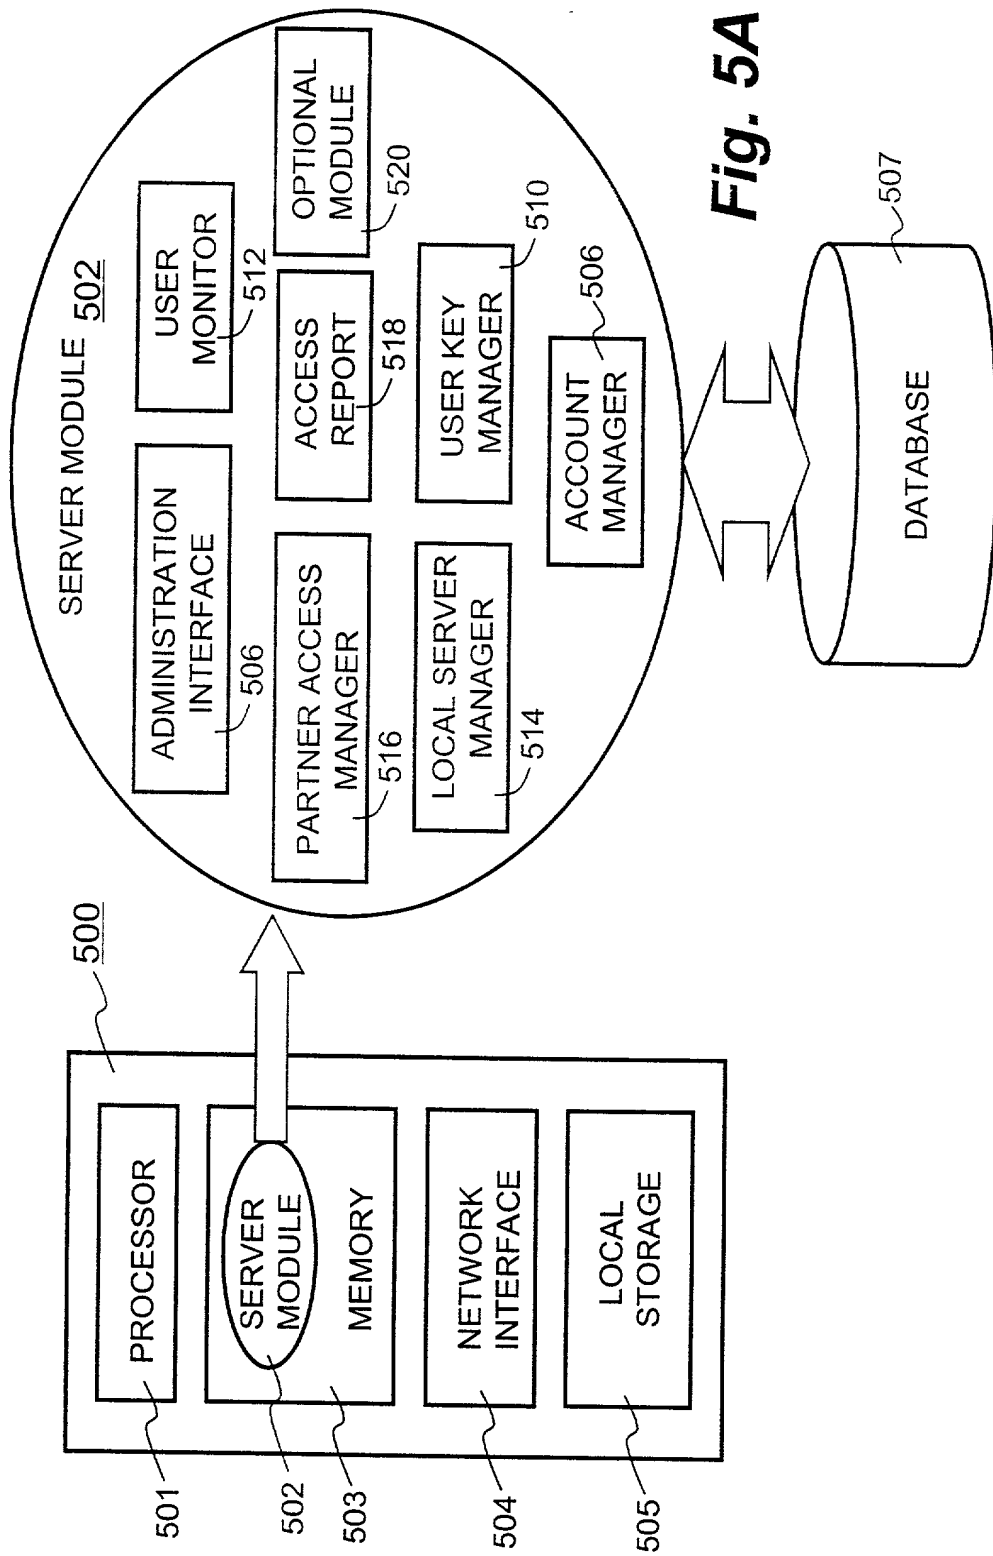 500
PROCESSOR
501
SERVER
MODULE
502
MEMORY
503
NETWORK
INTERFACE
504
LOCAL
STORAGE
505
SERVER MODULE 502
ADMINISTRATION
INTERFACE
506
USER
MONITOR
512
PARTNER ACCESS
MANAGER
516
ACCESS
REPORT
518
OPTIONAL
MODULE
520
LOCAL SERVER
MANAGER
514
USER KEY
MANAGER
510
ACCOUNT
MANAGER
506
DATABASE
507
Fig. 5A